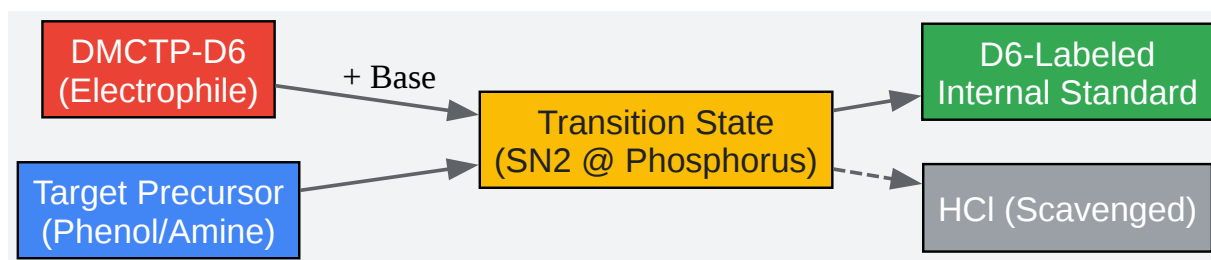 DMCTP-D6
(Electrophile)
+ Base
Target Precursor
(Phenol/Amine)
Transition State
(SN2 @ Phosphorus)
D6-Labeled
Internal Standard
HCl (Scavenged)